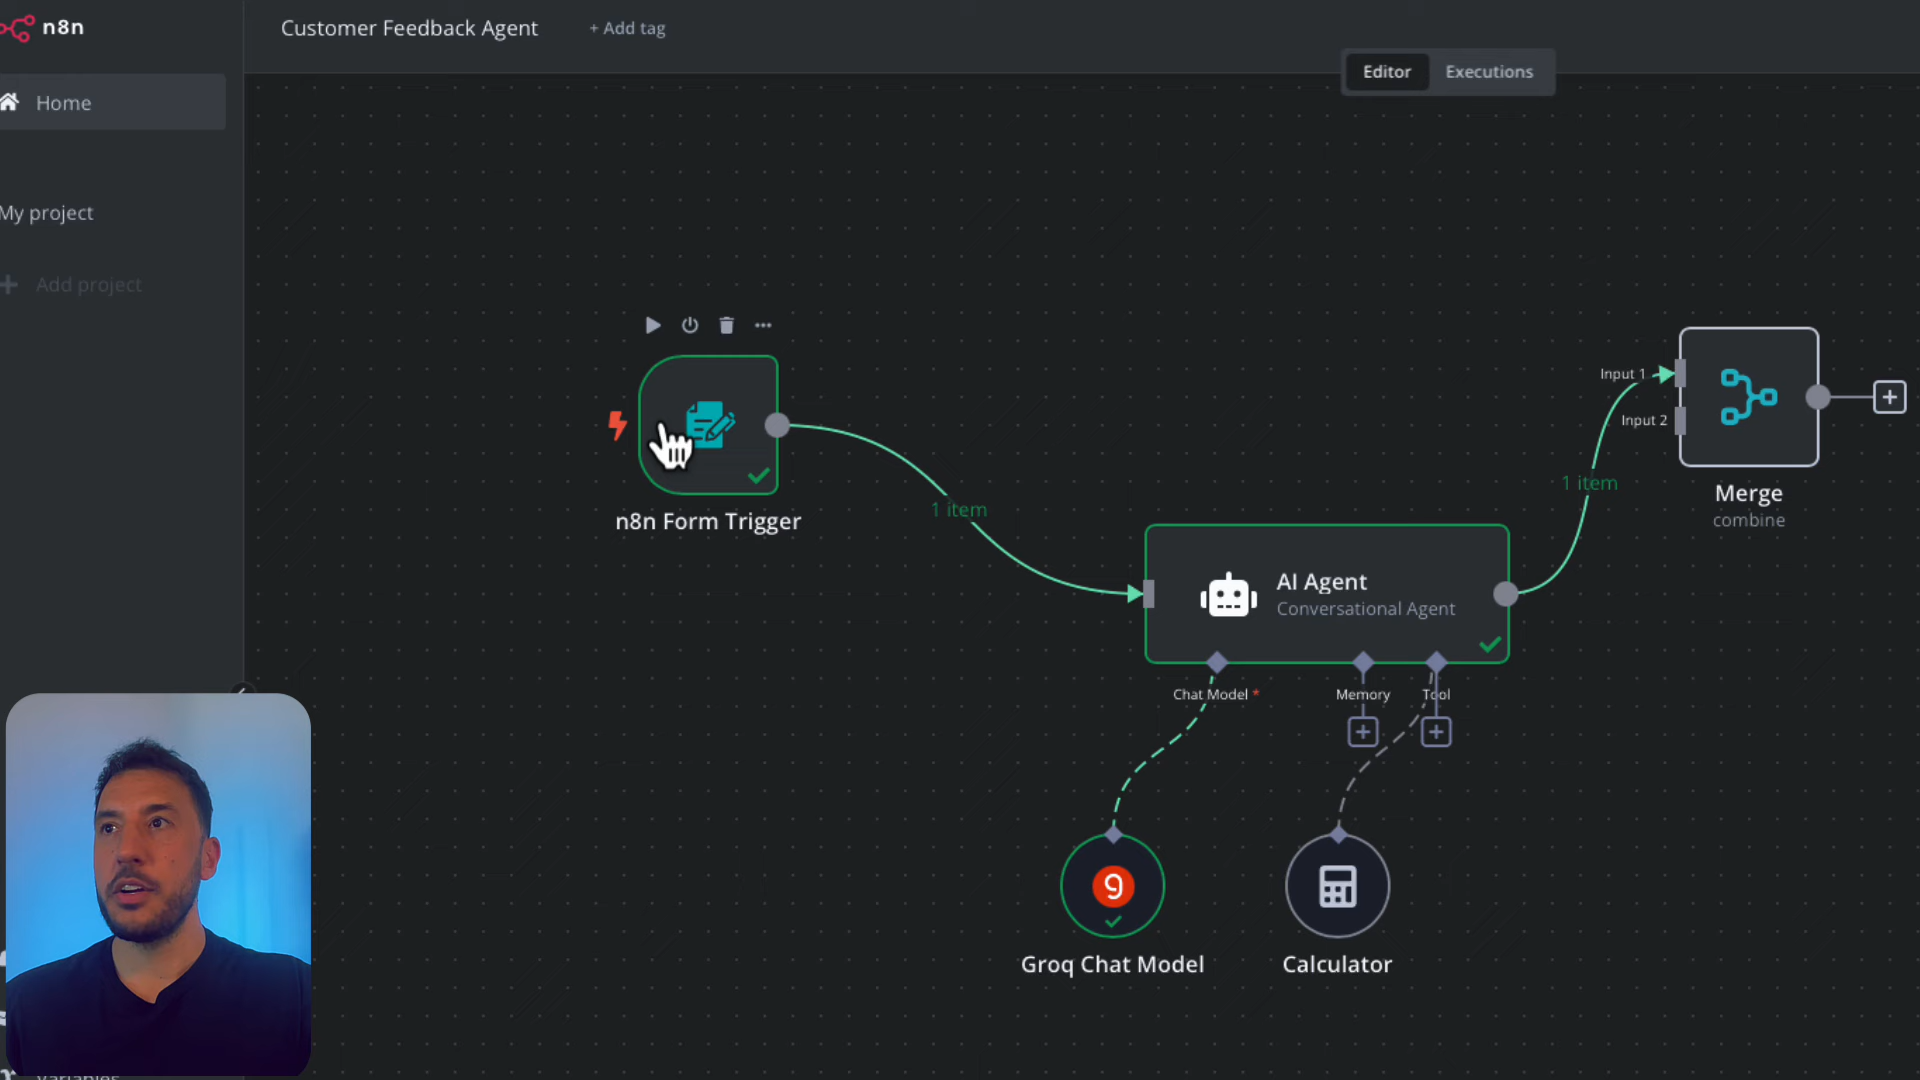 n8n
Customer Feedback Agent
+ Add tag
Editor
Executions
Home
My project
Add project
n8n Form Trigger
1 item
Input 1
Input 2
1 item
Merge
combine
AI Agent
Conversational Agent
Chat Model *
Memory
Tool
Groq Chat Model
Calculator
Variables